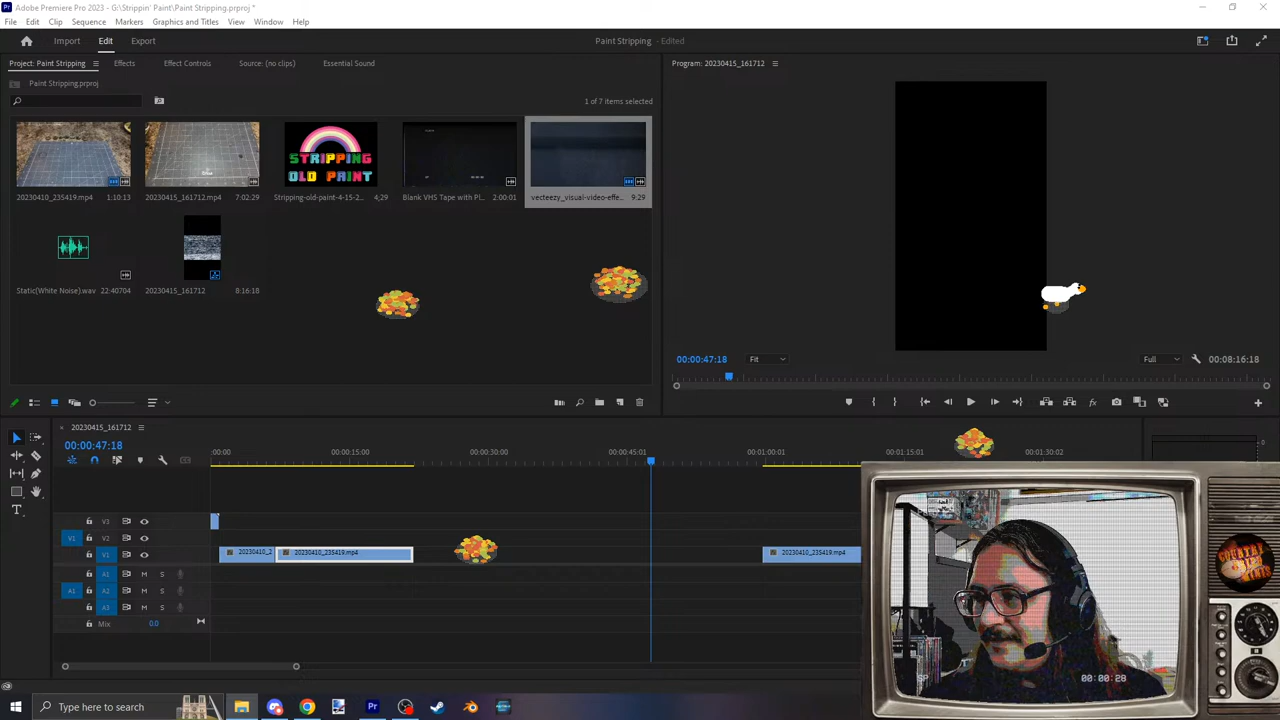 Adobe Premiere Pro 2023 - G:\Strippin' Paint\Paint Stripping.prproj *
File Edit Clip Sequence Markers Graphics and Titles View Window Help
Import Edit Export
Paint Stripping - Edited
Project: Paint Stripping Effects Effect Controls Source: (no clips) Essential Sound
Program: 20230415_161712
Paint Stripping.prproj
1 of 7 items selected
STRIPPING
OLD PAINT
20230410_235419.mp4 1:10:13
20230415_161712.mp4 7:02:29
Stripping-old-paint-4-15-2... 4;29
Blank VHS Tape with Pl... 2:00:01
vecteezy_visual-video-effe... 9:29
Static(White Noise).wav 22:40704
20230415_161712 8:16:18
00:00:47:18 Fit Full 00:08:16:18
20230415_161712
00:00:47:18
:00:00 00:00:15:00 00:00:30:00 00:00:45:01 00:01:00:01 00:01:15:01 00:01:30:02
0
V3
V1 V2
V1 20230410_2 20230410_235419.mp4 20230410_235419.mp4
A1 M S
A1 A2 M S
A3 M S
Mix 0.0
COUNTRY
SP 00:00:28
Type here to search